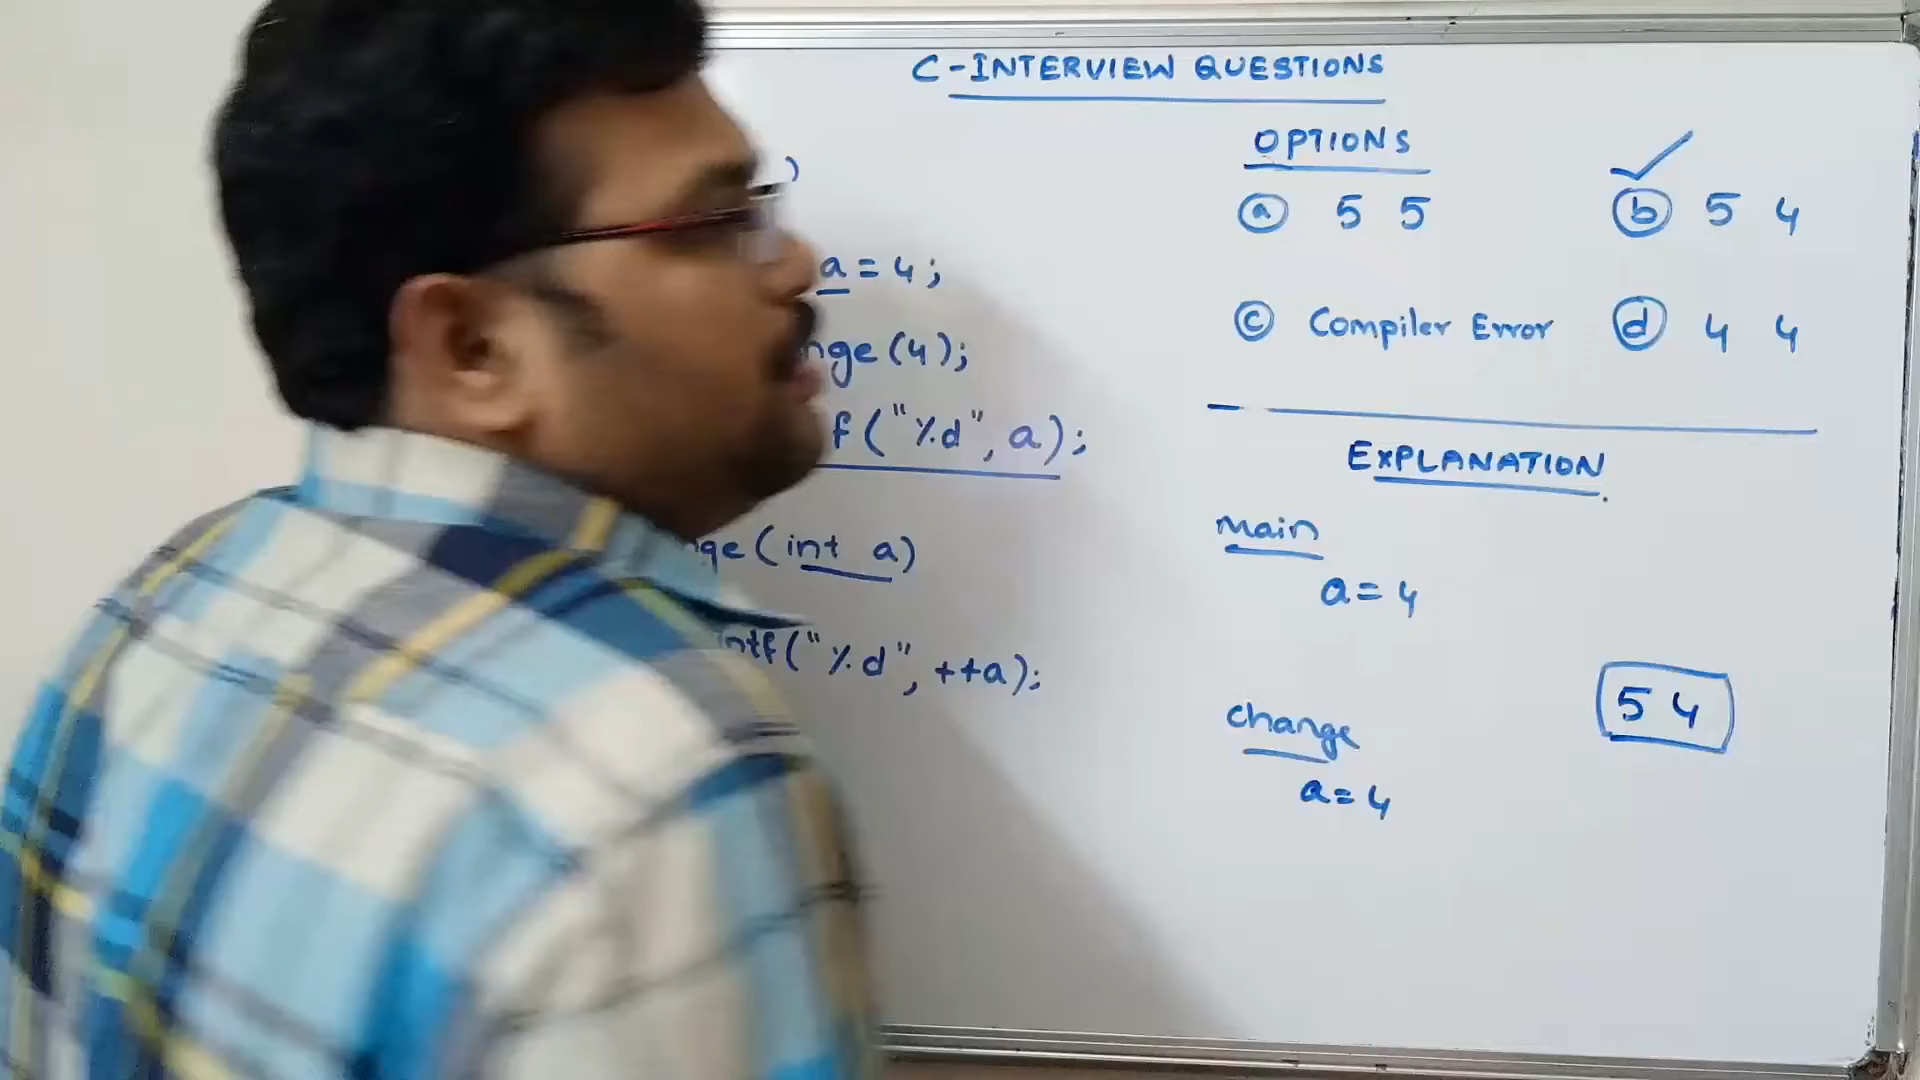 C-INTERVIEW QUESTIONS
)
a = 4;
nge(4);
f("%d", a);
ge(int a)
ntf("%d", ++a);
OPTIONS
a 5 5
b 5 4
c Compiler Error
d 4 4
EXPLANATION
main
a = 4
change
a = 4
5 4